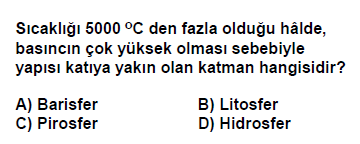 Sıcaklığı 5000 ºC den fazla olduğu hâlde,
basıncın çok yüksek olması sebebiyle
yapısı katıya yakın olan katman hangisidir?
A) Barisfer B) Litosfer
C) Pirosfer D) Hidrosfer